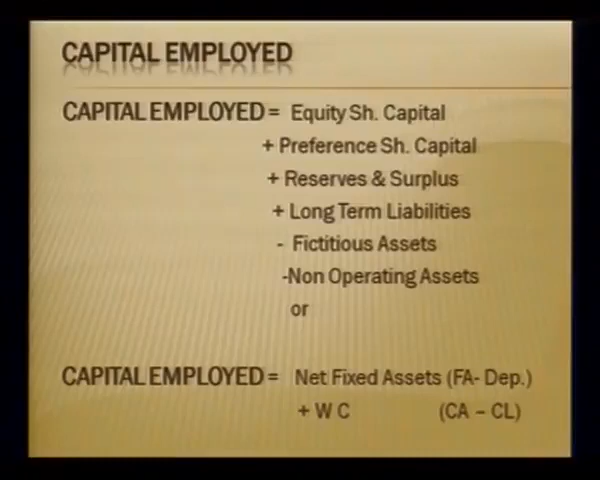 CAPITAL EMPLOYED
CAPITAL EMPLOYED = Equity Sh. Capital
+ Preference Sh. Capital
+ Reserves & Surplus
+ Long Term Liabilities
- Fictitious Assets
-Non Operating Assets
or
CAPITAL EMPLOYED = Net Fixed Assets (FA- Dep.)
+ W C (CA – CL)